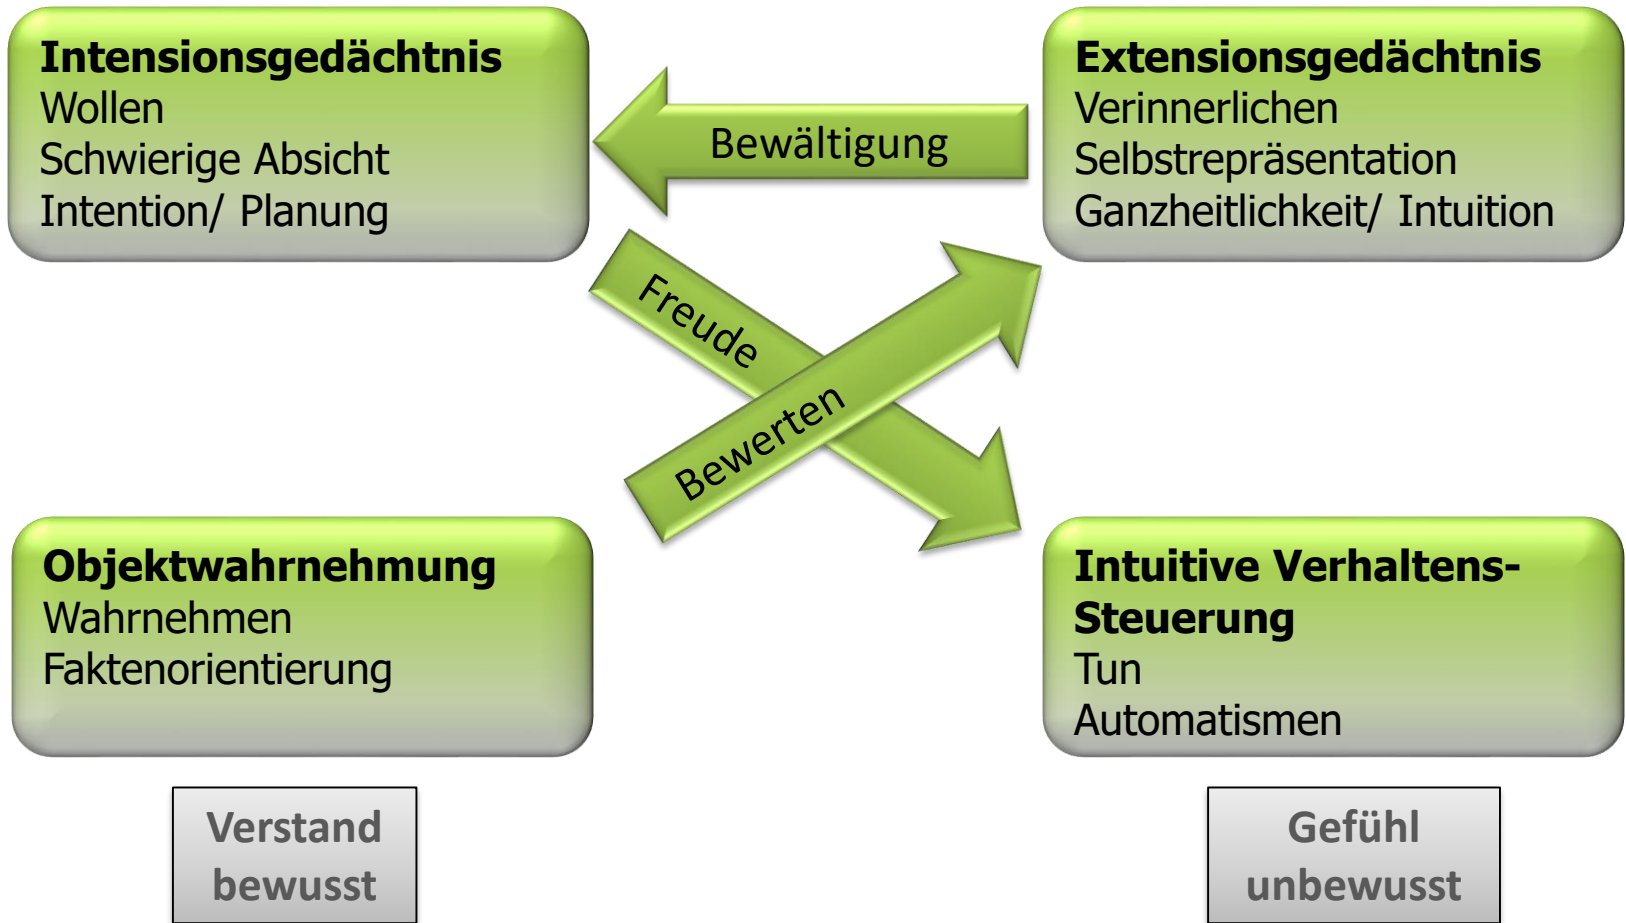 Intensionsgedächtnis
Wollen
Schwierige Absicht
Intention/ Planung
Bewältigung
Extensionsgedächtnis
Verinnerlichen
Selbstrepräsentation
Ganzheitlichkeit/ Intuition
Freude
Bewerten
Objektwahrnehmung
Wahrnehmen
Faktenorientierung
Intuitive Verhaltens-
Steuerung
Tun
Automatismen
Verstand
bewusst
Gefühl
unbewusst